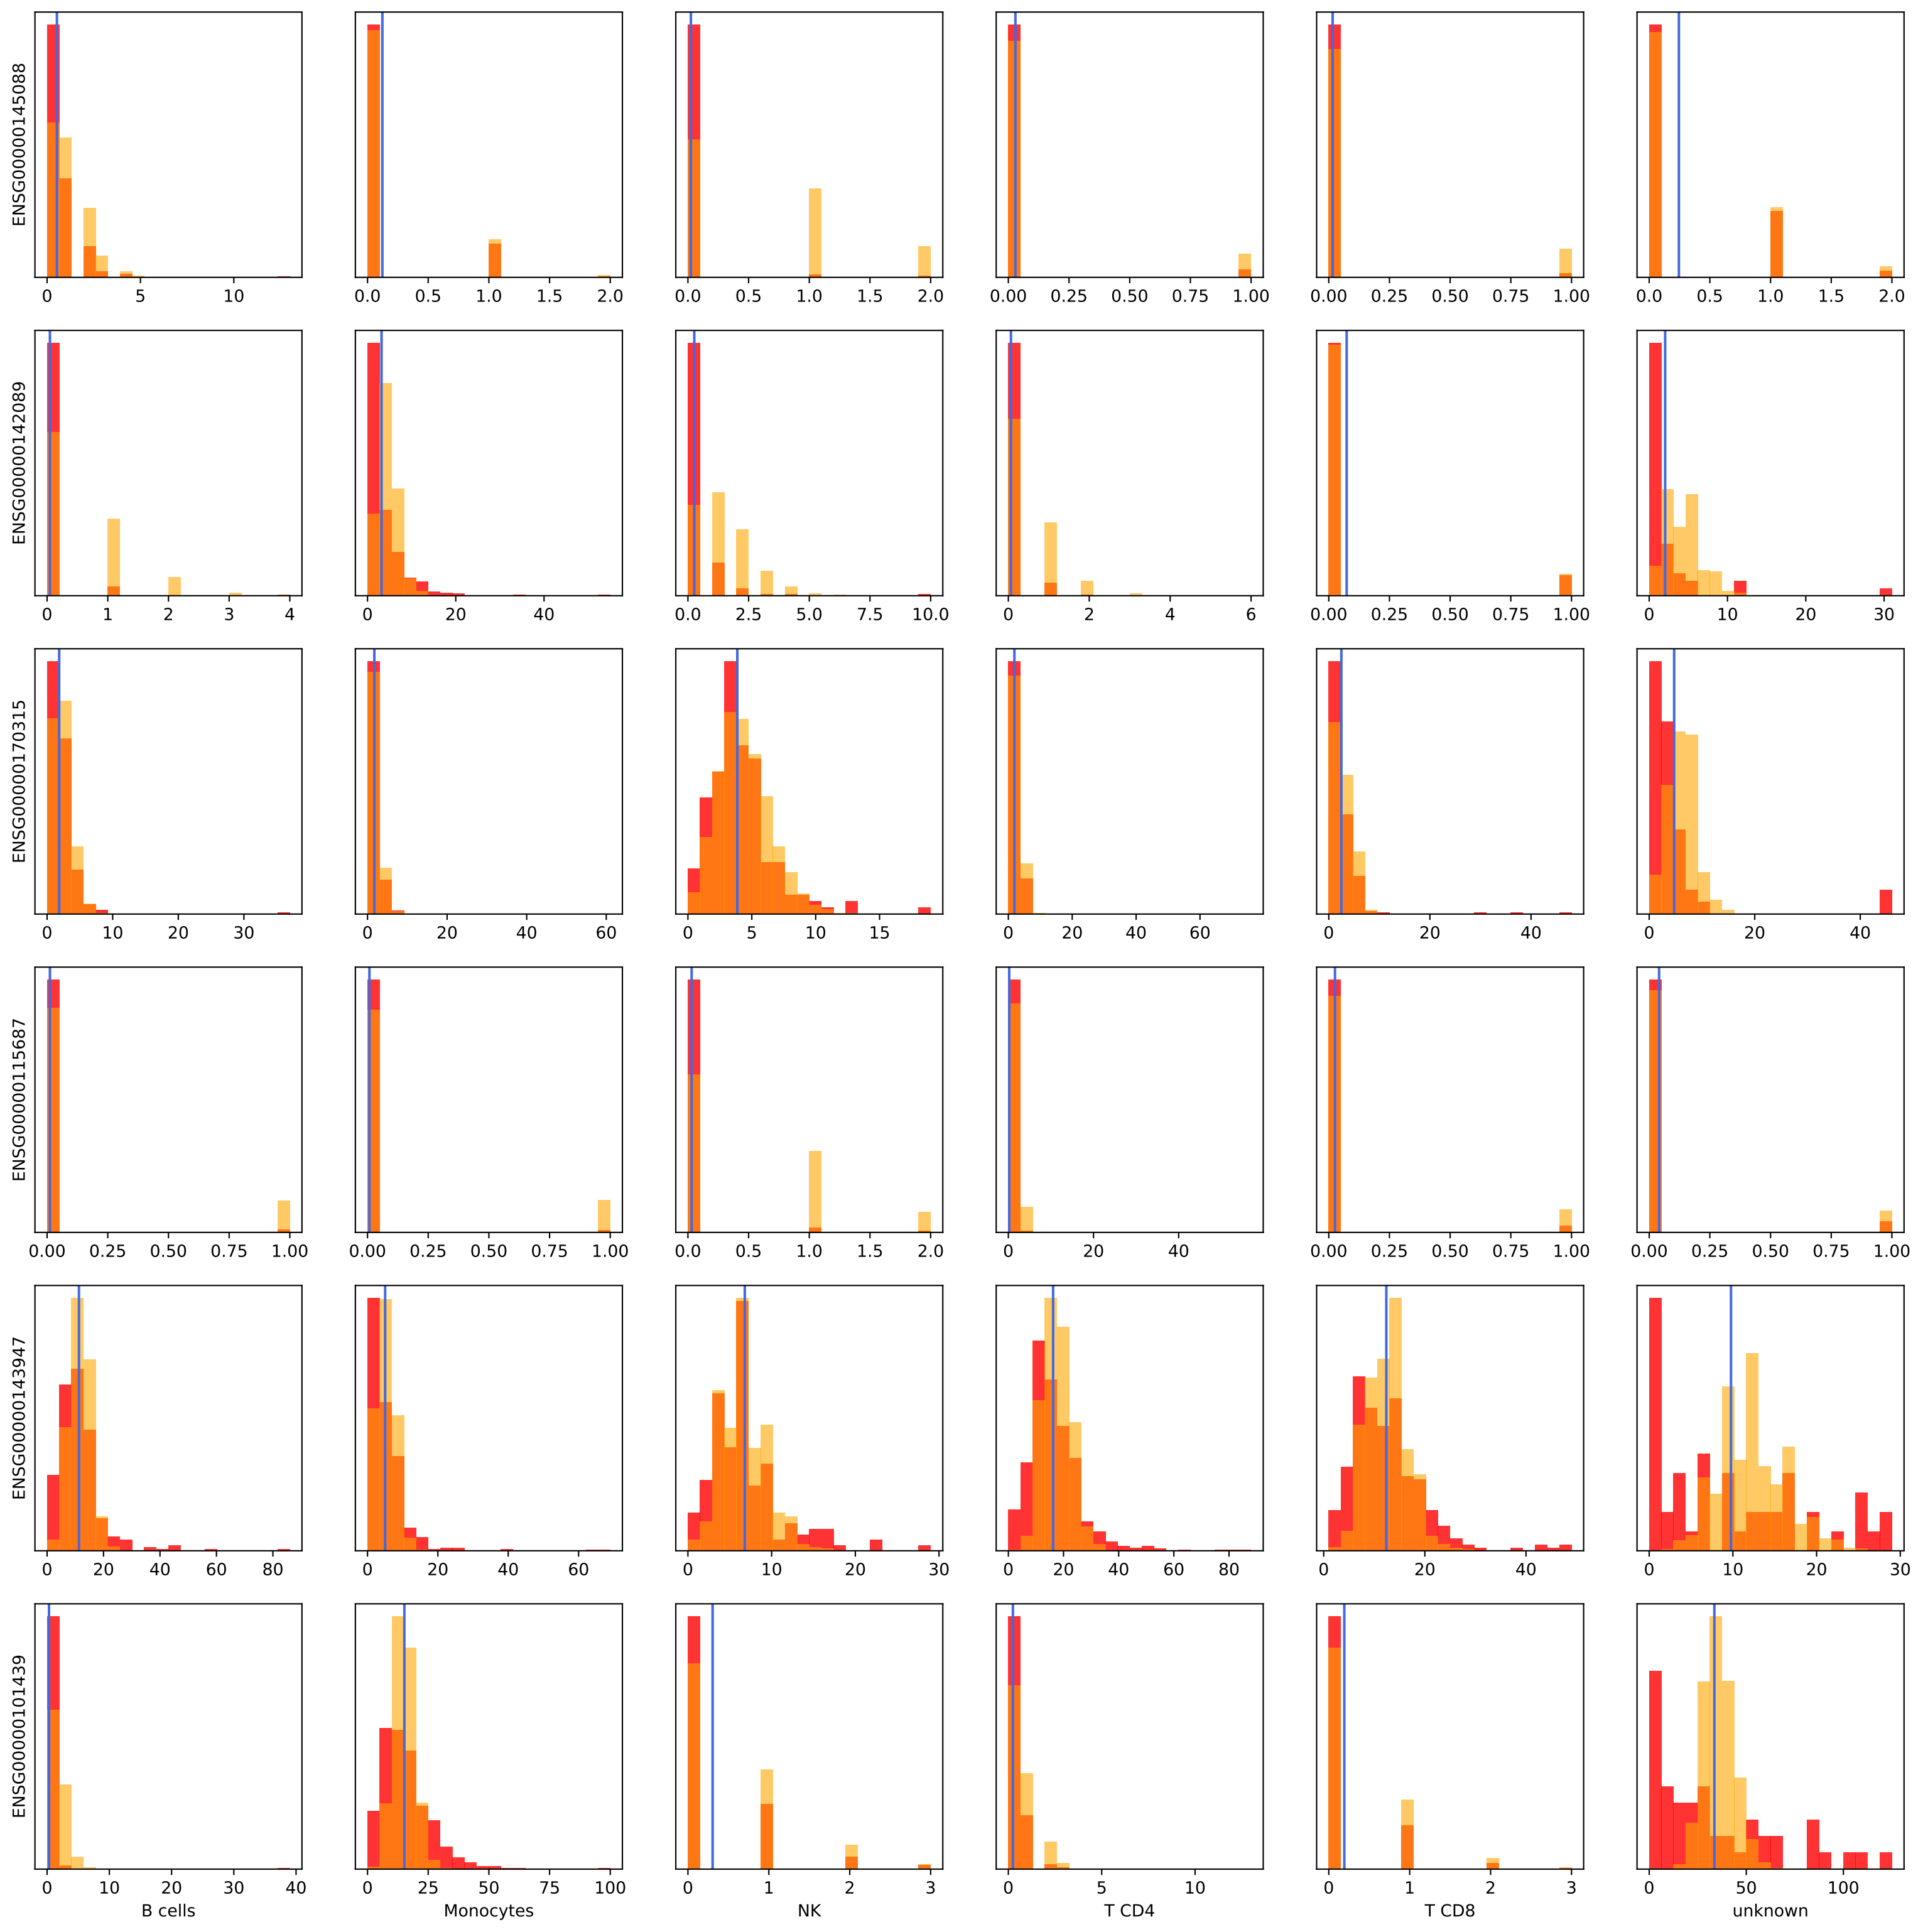 ENSG00000145088
0 5 10
0.0 0.5 1.0 1.5 2.0
0.0 0.5 1.0 1.5 2.0
0.00 0.25 0.50 0.75 1.00
0.00 0.25 0.50 0.75 1.00
0.0 0.5 1.0 1.5 2.0
ENSG00000142089
0 1 2 3 4
0 20 40
0.0 2.5 5.0 7.5 10.0
0 2 4 6
0.00 0.25 0.50 0.75 1.00
0 10 20 30
ENSG00000170315
0 10 20 30
0 20 40 60
0 5 10 15
0 20 40 60
0 20 40
0 20 40
ENSG00000115687
0.00 0.25 0.50 0.75 1.00
0.00 0.25 0.50 0.75 1.00
0.0 0.5 1.0 1.5 2.0
0 20 40
0.00 0.25 0.50 0.75 1.00
0.00 0.25 0.50 0.75 1.00
ENSG00000143947
0 20 40 60 80
0 20 40 60
0 10 20 30
0 20 40 60 80
0 20 40
0 10 20 30
ENSG00000101439
0 10 20 30 40
B cells
0 25 50 75 100
Monocytes
0 1 2 3
NK
0 5 10
T CD4
0 1 2 3
T CD8
0 50 100
unknown